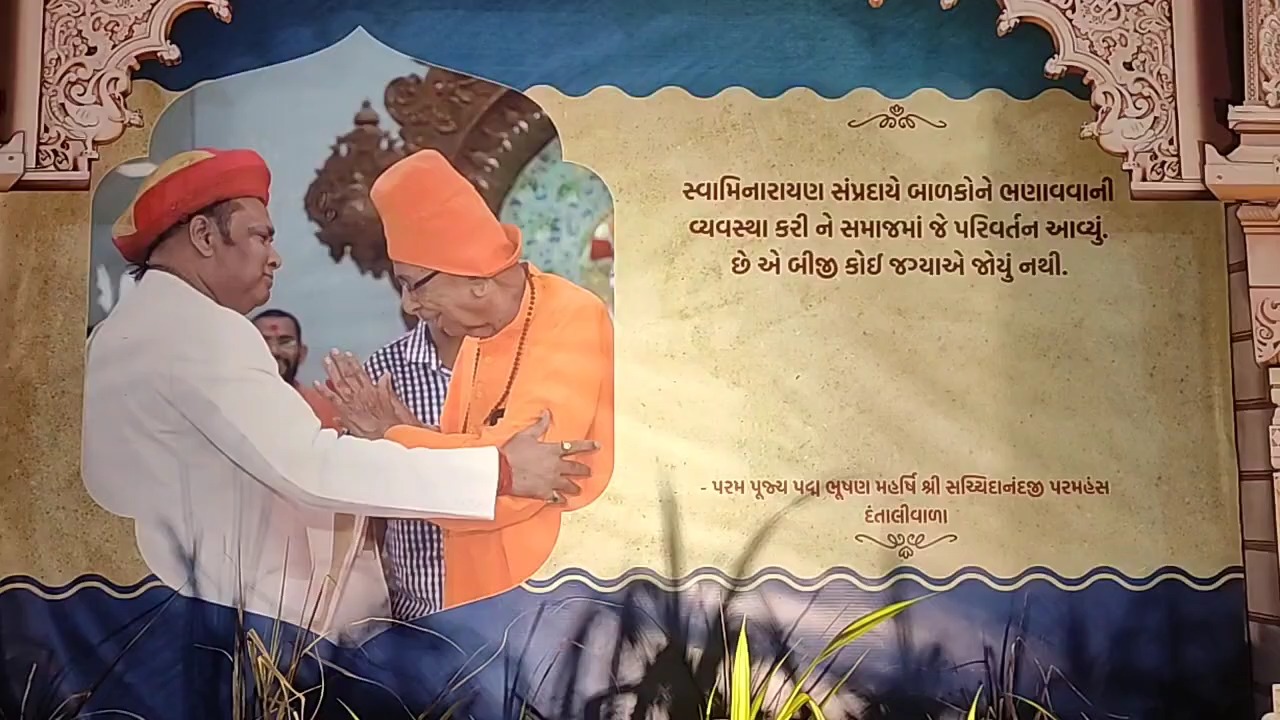 સ્વામિનારાયણ સંપ્રદાયે બાળકોને ભણાવવાની
વ્યવસ્થા કરી ને સમાજમાં જે પરિવર્તન આવ્યું.
છે એ બીજી કોઈ જગ્યાએ જોયું નથી.
- પરમ પૂજ્ય પદ્મ ભૂષણ મહર્ષિ શ્રી સચ્ચિદાનંદજી પરમહંસ
દંતાલીવાળા